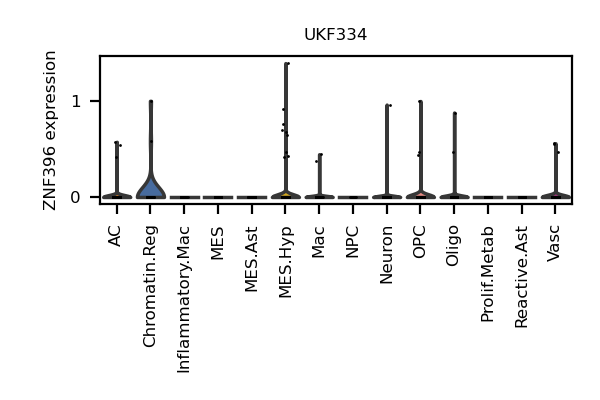 UKF334
ZNF396 expression
1
0
AC
Chromatin.Reg
Inflammatory.Mac
MES
MES.Ast
MES.Hyp
Mac
NPC
Neuron
OPC
Oligo
Prolif.Metab
Reactive.Ast
Vasc